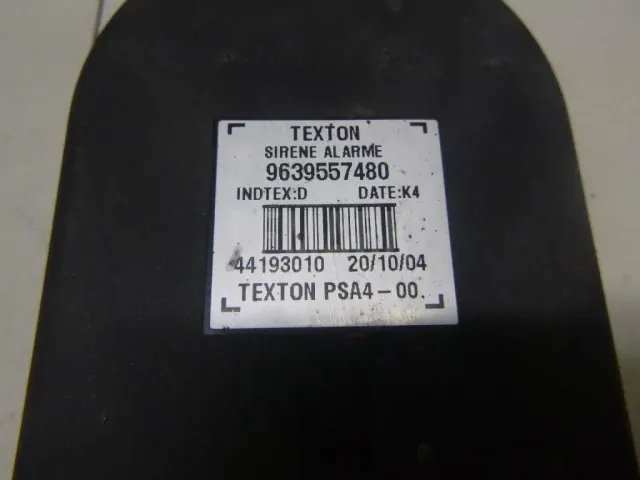 TEXTON
SIRENE ALARME
9639557480
INDTEX:D DATE:K4
44193010 20/10/04
TEXTON PSA4-00.